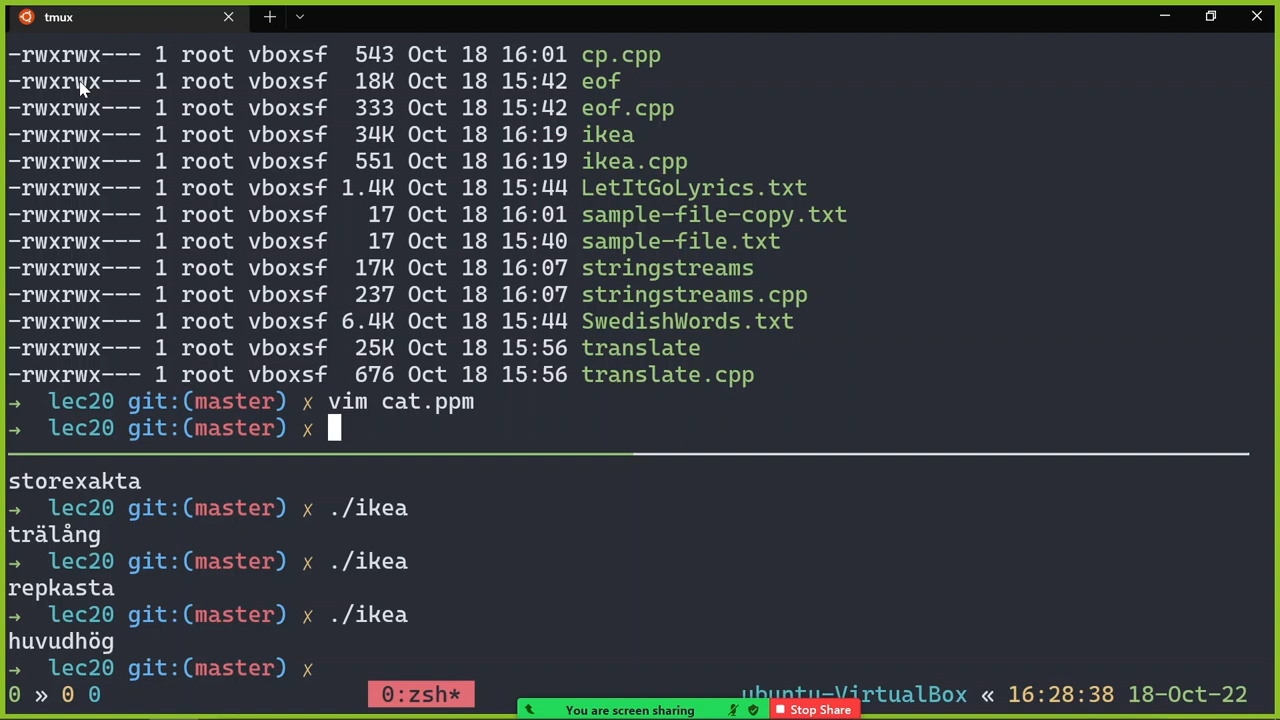 tmux
-rwxrwx--- 1 root vboxsf  543 Oct 18 16:01 cp.cpp
-rwxrwx--- 1 root vboxsf  18K Oct 18 15:42 eof
-rwxrwx--- 1 root vboxsf  333 Oct 18 15:42 eof.cpp
-rwxrwx--- 1 root vboxsf  34K Oct 18 16:19 ikea
-rwxrwx--- 1 root vboxsf  551 Oct 18 16:19 ikea.cpp
-rwxrwx--- 1 root vboxsf 1.4K Oct 18 15:44 LetItGoLyrics.txt
-rwxrwx--- 1 root vboxsf   17 Oct 18 16:01 sample-file-copy.txt
-rwxrwx--- 1 root vboxsf   17 Oct 18 15:40 sample-file.txt
-rwxrwx--- 1 root vboxsf  17K Oct 18 16:07 stringstreams
-rwxrwx--- 1 root vboxsf  237 Oct 18 16:07 stringstreams.cpp
-rwxrwx--- 1 root vboxsf 6.4K Oct 18 15:44 SwedishWords.txt
-rwxrwx--- 1 root vboxsf  25K Oct 18 15:56 translate
-rwxrwx--- 1 root vboxsf  676 Oct 18 15:56 translate.cpp
→  lec20 git:(master) ✗ vim cat.ppm
→  lec20 git:(master) ✗
storexakta
→  lec20 git:(master) ✗ ./ikea
trälång
→  lec20 git:(master) ✗ ./ikea
repkasta
→  lec20 git:(master) ✗ ./ikea
huvudhög
→  lec20 git:(master) ✗
0 » 0 0 0:zsh* ubuntu-VirtualBox « 16:28:38 18-Oct-22
You are screen sharing Stop Share